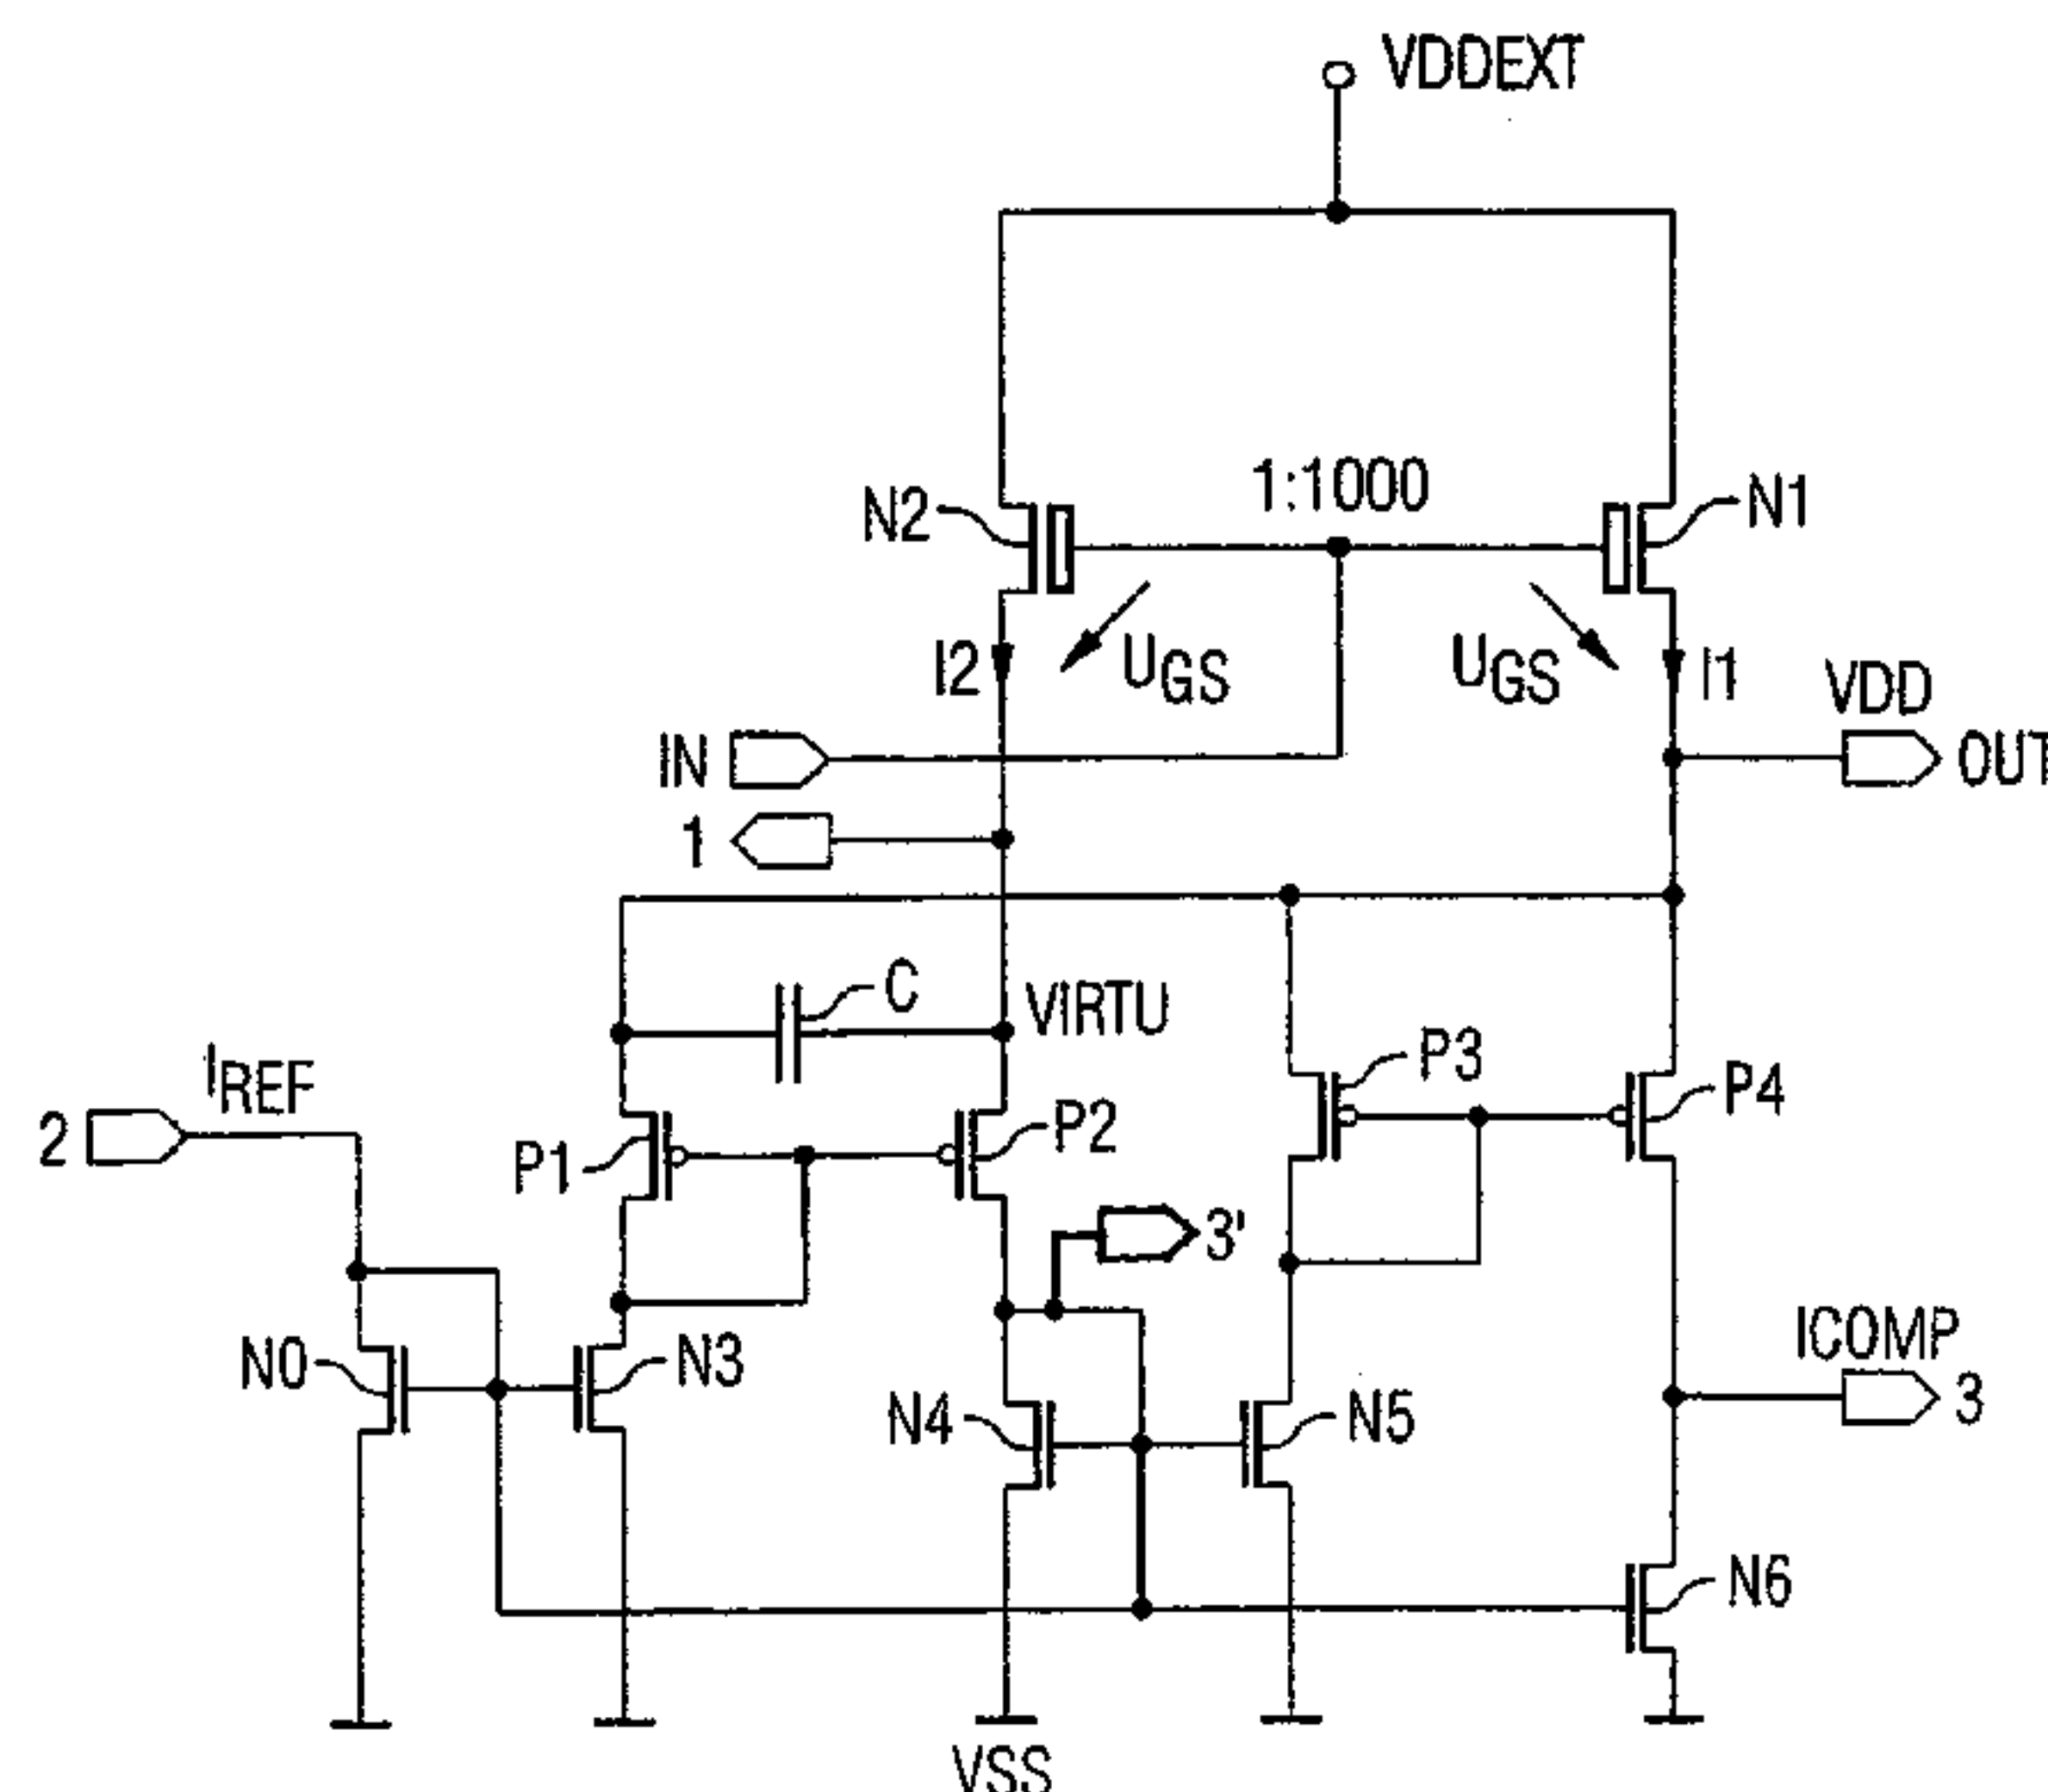 VDDEXT
1:1000
N2
N1
I2
UGS
UGS
I1
VDD
IN
OUT
1
C
VIRTU
P3
IREF
P4
2
P1
P2
3'
ICOMP
N0
N3
3
N4
N5
N6
VSS